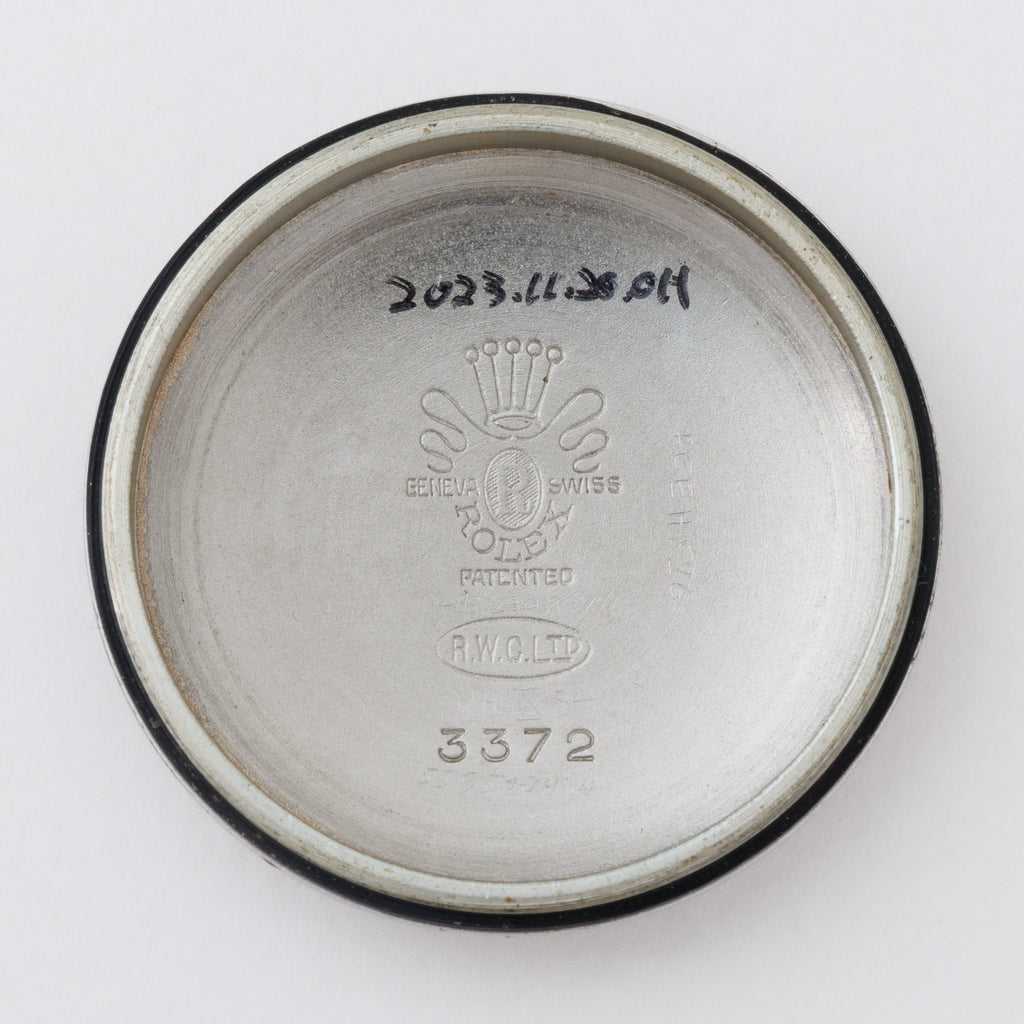 2023.11.28.OH
GENEVA R SWISS
ROLEX
PATENTED
R.W.C.LTD
3372